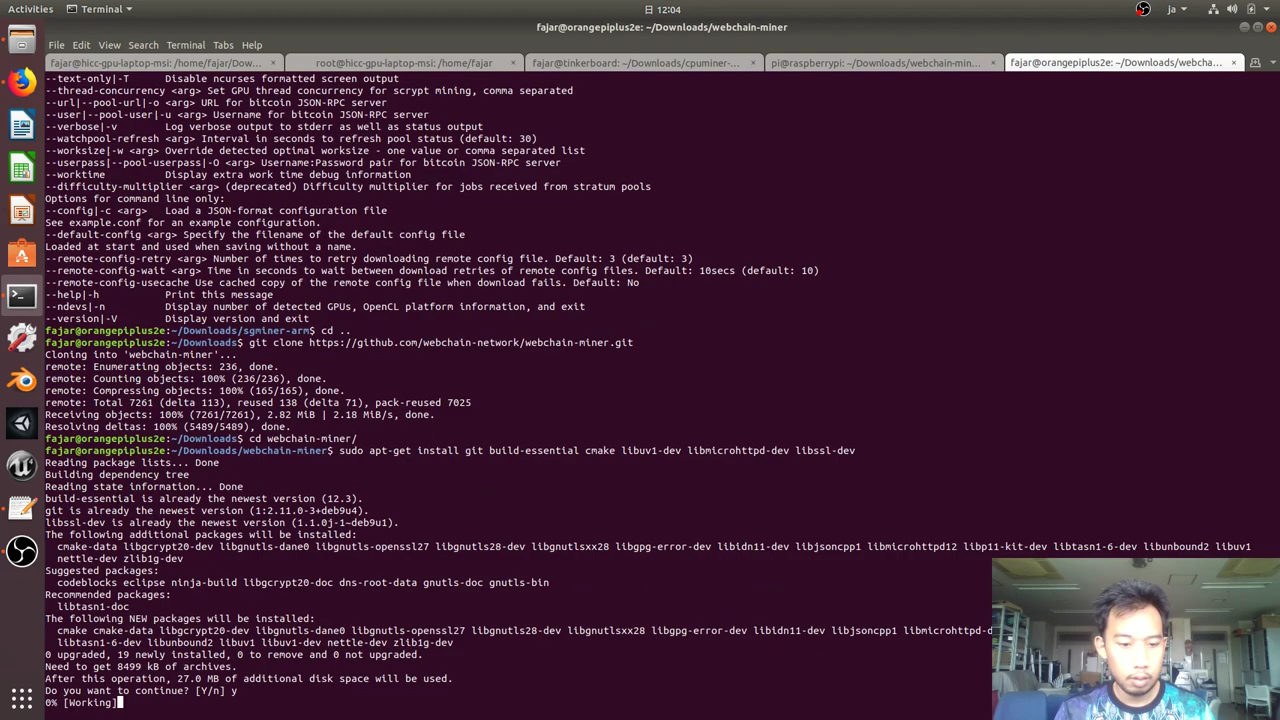 Activities
Terminal
日 12:04
ja
fajar@orangepiplus2e: ~/Downloads/webchain-miner
File Edit View Search Terminal Tabs Help
fajar@hicc-gpu-laptop-msi: /home/fajar/Dow...
root@hicc-gpu-laptop-msi: /home/fajar
fajar@tinkerboard: ~/Downloads/cpuminer-...
pi@raspberrypi: ~/Downloads/webchain-min...
fajar@orangepiplus2e: ~/Downloads/webcha...
--text-only|-T Disable ncurses formatted screen output
--thread-concurrency <arg> Set GPU thread concurrency for scrypt mining, comma separated
--url|--pool-url|-o <arg> URL for bitcoin JSON-RPC server
--user|--pool-user|-u <arg> Username for bitcoin JSON-RPC server
--verbose|-v Log verbose output to stderr as well as status output
--watchpool-refresh <arg> Interval in seconds to refresh pool status (default: 30)
--worksize|-w <arg> Override detected optimal worksize - one value or comma separated list
--userpass|--pool-userpass|-O <arg> Username:Password pair for bitcoin JSON-RPC server
--worktime Display extra work time debug information
--difficulty-multiplier <arg> (deprecated) Difficulty multiplier for jobs received from stratum pools
Options for command line only:
--config|-c <arg> Load a JSON-format configuration file
See example.conf for an example configuration.
--default-config <arg> Specify the filename of the default config file
Loaded at start and used when saving without a name.
--remote-config-retry <arg> Number of times to retry downloading remote config file. Default: 3 (default: 3)
--remote-config-wait <arg> Time in seconds to wait between download retries of remote config files. Default: 10secs (default: 10)
--remote-config-usecache Use cached copy of the remote config file when download fails. Default: No
--help|-h Print this message
--ndevs|-n Display number of detected GPUs, OpenCL platform information, and exit
--version|-V Display version and exit
fajar@orangepiplus2e:~/Downloads/sgminer-arm$ cd ..
fajar@orangepiplus2e:~/Downloads$ git clone https://github.com/webchain-network/webchain-miner.git
Cloning into 'webchain-miner'...
remote: Enumerating objects: 236, done.
remote: Counting objects: 100% (236/236), done.
remote: Compressing objects: 100% (165/165), done.
remote: Total 7261 (delta 113), reused 138 (delta 71), pack-reused 7025
Receiving objects: 100% (7261/7261), 2.82 MiB | 2.18 MiB/s, done.
Resolving deltas: 100% (5489/5489), done.
fajar@orangepiplus2e:~/Downloads$ cd webchain-miner/
fajar@orangepiplus2e:~/Downloads/webchain-miner$ sudo apt-get install git build-essential cmake libuv1-dev libmicrohttpd-dev libssl-dev
Reading package lists... Done
Building dependency tree
Reading state information... Done
build-essential is already the newest version (12.3).
git is already the newest version (1:2.11.0-3+deb9u4).
libssl-dev is already the newest version (1.1.0j-1~deb9u1).
The following additional packages will be installed:
cmake-data libgcrypt20-dev libgnutls-dane0 libgnutls-openssl27 libgnutls28-dev libgnutlsxx28 libgpg-error-dev libidn11-dev libjsoncpp1 libmicrohttpd12 libp11-kit-dev libtasn1-6-dev libunbound2 libuv1
nettle-dev zlib1g-dev
Suggested packages:
codeblocks eclipse ninja-build libgcrypt20-doc dns-root-data gnutls-doc gnutls-bin
Recommended packages:
libtasn1-doc
The following NEW packages will be installed:
cmake cmake-data libgcrypt20-dev libgnutls-dane0 libgnutls-openssl27 libgnutls28-dev libgnutlsxx28 libgpg-error-dev libidn11-dev libjsoncpp1 libmicrohttpd-d
libtasn1-6-dev libunbound2 libuv1 libuv1-dev nettle-dev zlib1g-dev
0 upgraded, 19 newly installed, 0 to remove and 0 not upgraded.
Need to get 8499 kB of archives.
After this operation, 27.0 MB of additional disk space will be used.
Do you want to continue? [Y/n] y
0% [Working]